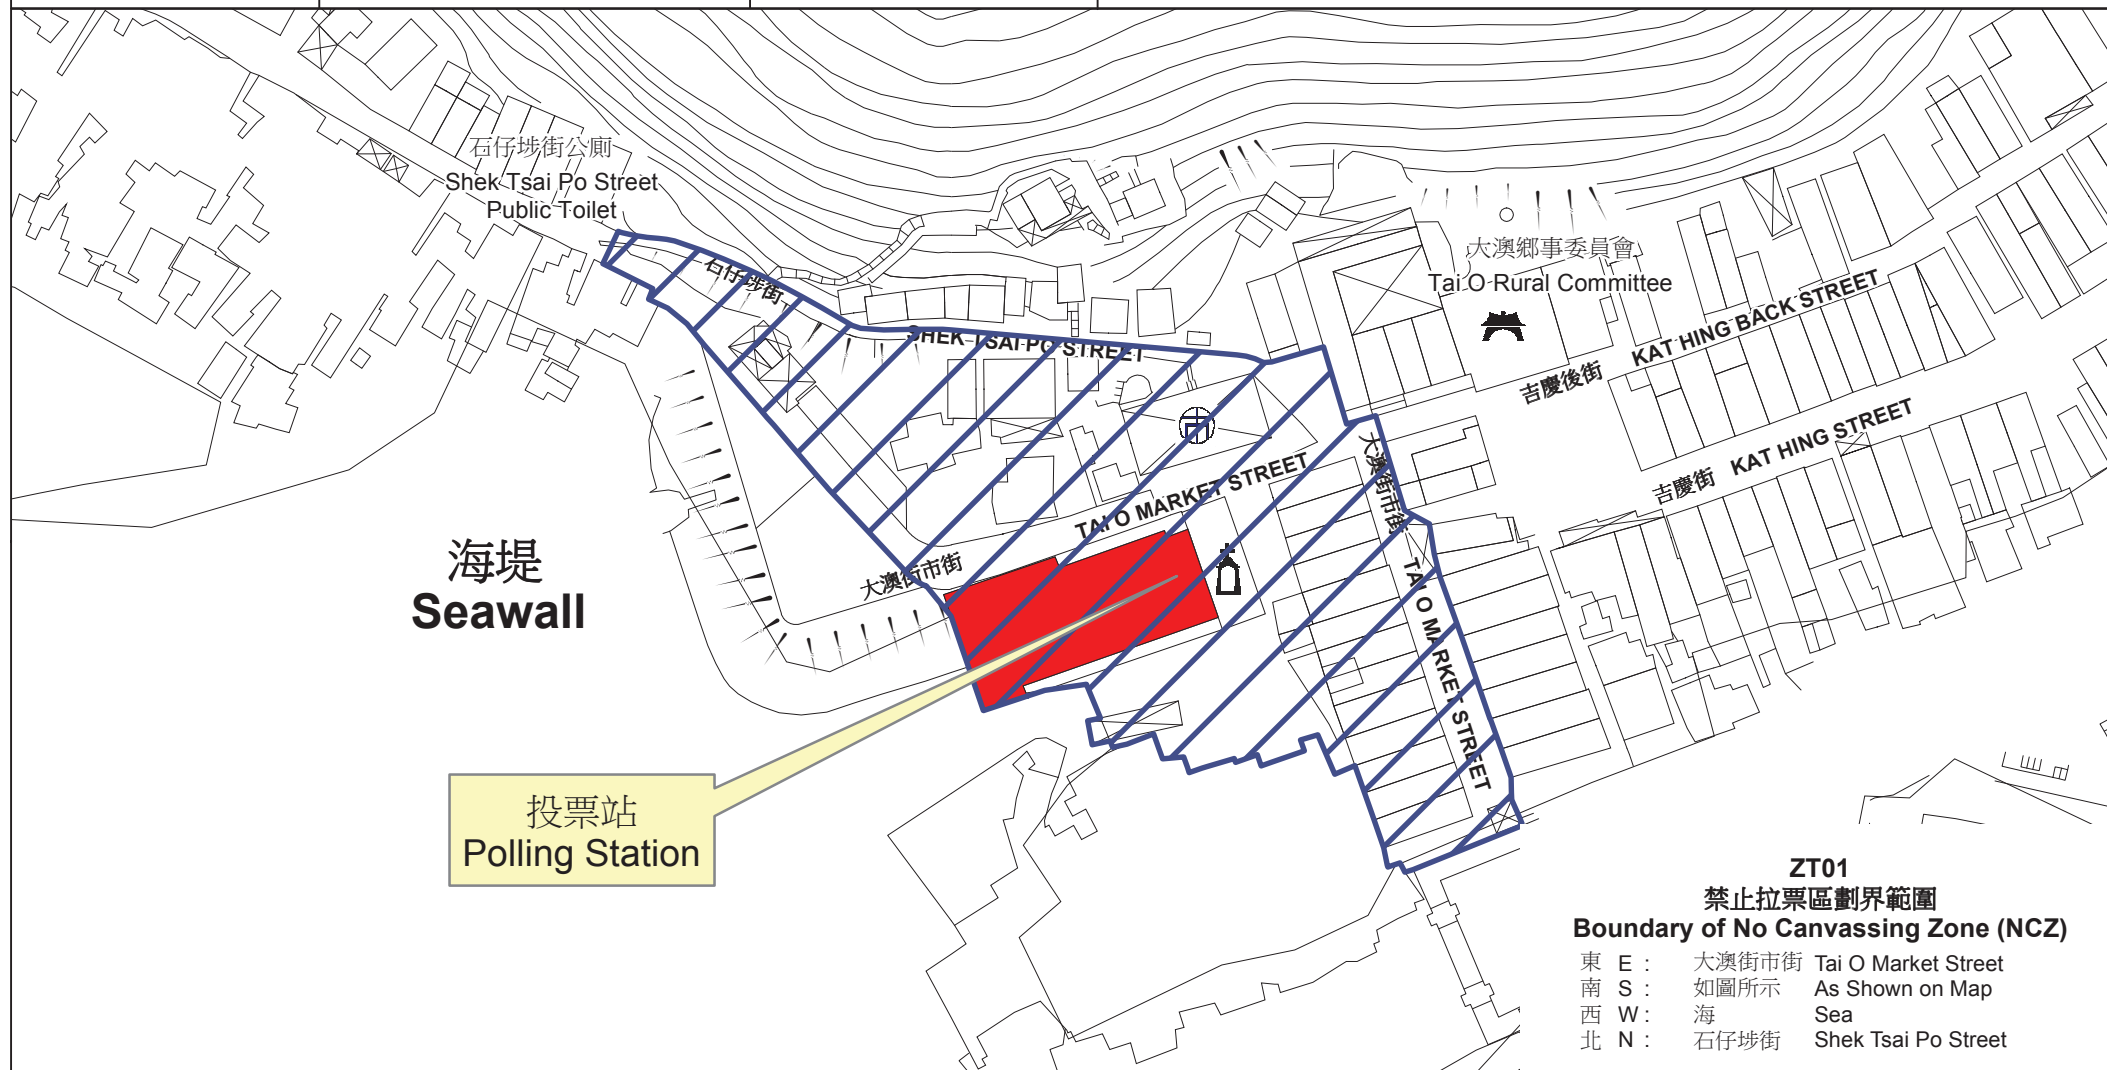 石仔埗街公廁
Shek Tsai Po Street
Public Toilet
石仔埗街
SHEK TSAI PO STREET
大澳鄉事委員會
Tai O Rural Committee
吉慶後街 KAT HING BACK STREET
吉慶街 KAT HING STREET
大澳街市街 TAI O MARKET STREET
大澳街市街 TAI O MARKET STREET
海堤
Seawall
投票站
Polling Station
ZT01
禁止拉票區劃界範圍
Boundary of No Canvassing Zone (NCZ)
東 E : 大澳街市街 Tai O Market Street
南 S : 如圖所示 As Shown on Map
西 W : 海 Sea
北 N : 石仔埗街 Shek Tsai Po Street